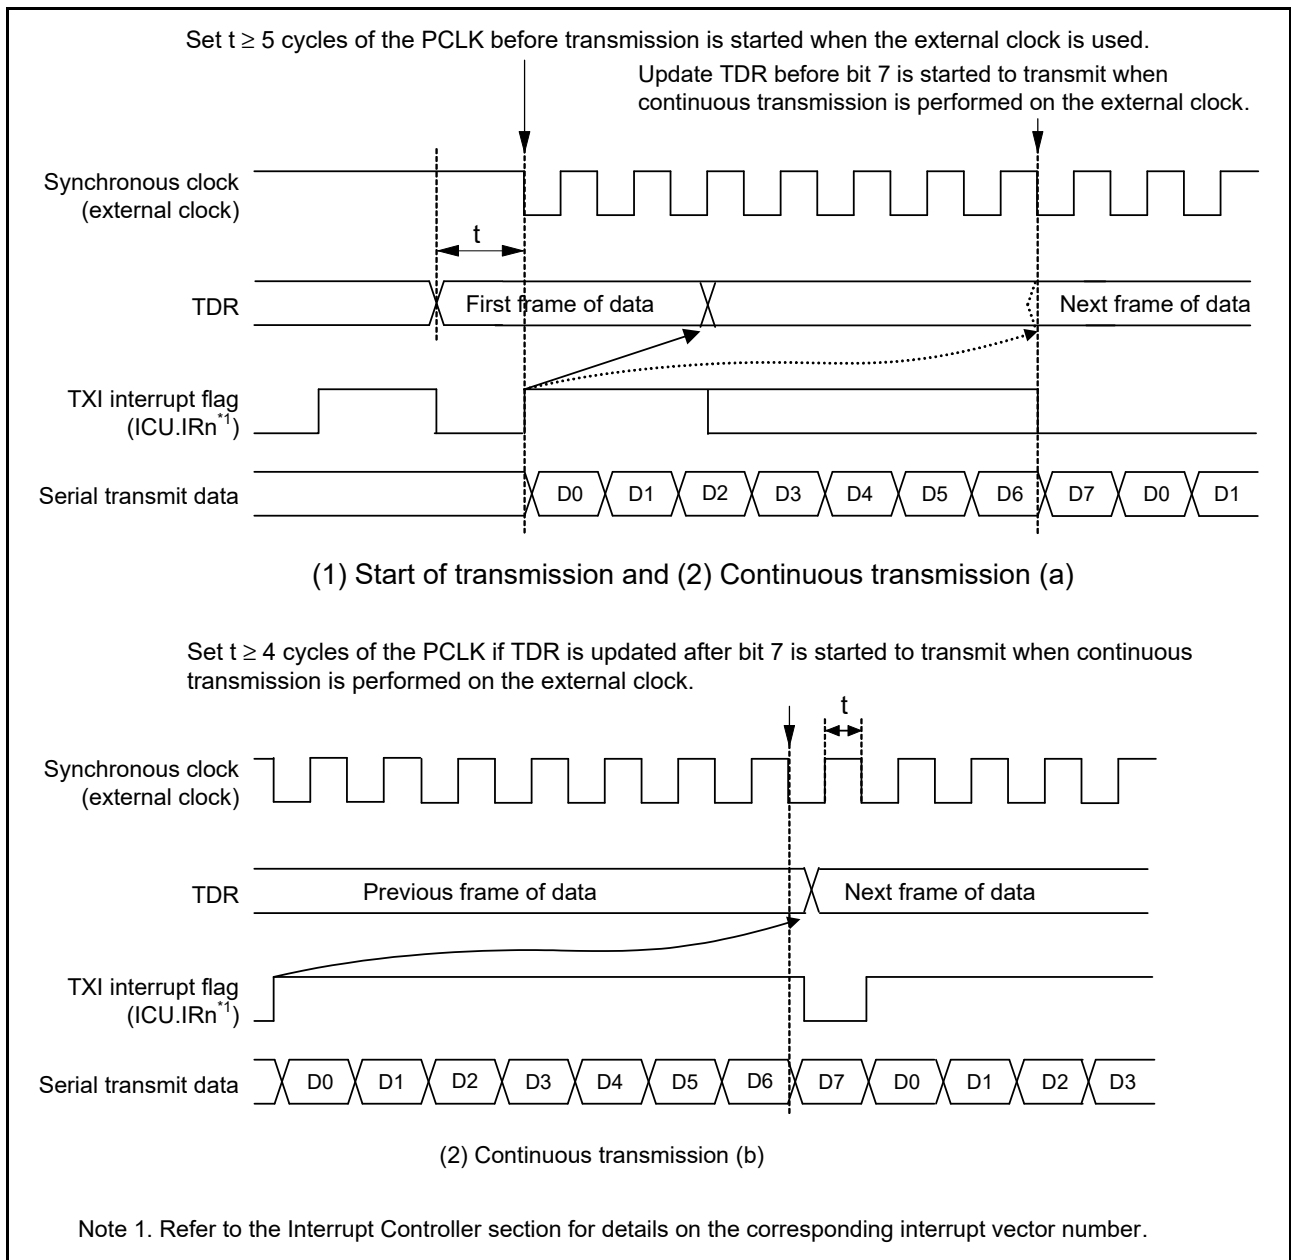 Set t ≥ 5 cycles of the PCLK before transmission is started when the external clock is used.
Update TDR before bit 7 is started to transmit when
continuous transmission is performed on the external clock.
Synchronous clock
(external clock)
t
TDR
First frame of data
Next frame of data
TXI interrupt flag
(ICU.IRn*1)
Serial transmit data
D0 D1 D2 D3 D4 D5 D6 D7 D0 D1
(1) Start of transmission and (2) Continuous transmission (a)
Set t ≥ 4 cycles of the PCLK if TDR is updated after bit 7 is started to transmit when continuous
transmission is performed on the external clock.
t
Synchronous clock
(external clock)
TDR
Previous frame of data
Next frame of data
TXI interrupt flag
(ICU.IRn*1)
Serial transmit data
D0 D1 D2 D3 D4 D5 D6 D7 D0 D1 D2 D3
(2) Continuous transmission (b)
Note 1. Refer to the Interrupt Controller section for details on the corresponding interrupt vector number.